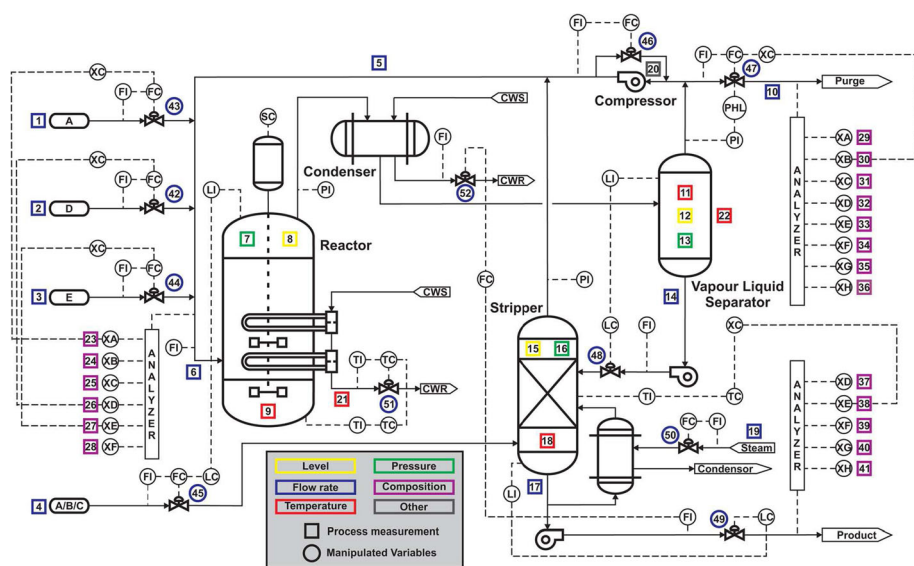 FI FC 46
5
20
Compressor
FI FC XC
47
10
Purge
PHL
PI
XC
FI FC 43
1 A
XC
FI FC 42
2 D
XC
FI FC 44
3 E
SC
CWS
Condenser
FI
52
CWR
LI
PI
7 8
Reactor
CWS
TI TC
21 51 CWR
9
TI TC
FI
6
ANALYZER
23 XA
24 XB
25 XC
26 XD
27 XE
28 XF
FI FC LC
4 A/B/C 45
LI
11
12 22
13
Vapour Liquid
Separator
14
FC
PI
Stripper
LC FI
48
15 16
18
17
TI TC
XC
FC FI
50
19
Steam
Condensor
LI
FI 49 LC
Product
ANALYZER
XA 29
XB 30
XC 31
XD 32
XE 33
XF 34
XG 35
XH 36
ANALYZER
XD 37
XE 38
XF 39
XG 40
XH 41
Level Pressure
Flow rate Composition
Temperature Other
Process measurement
Manipulated Variables